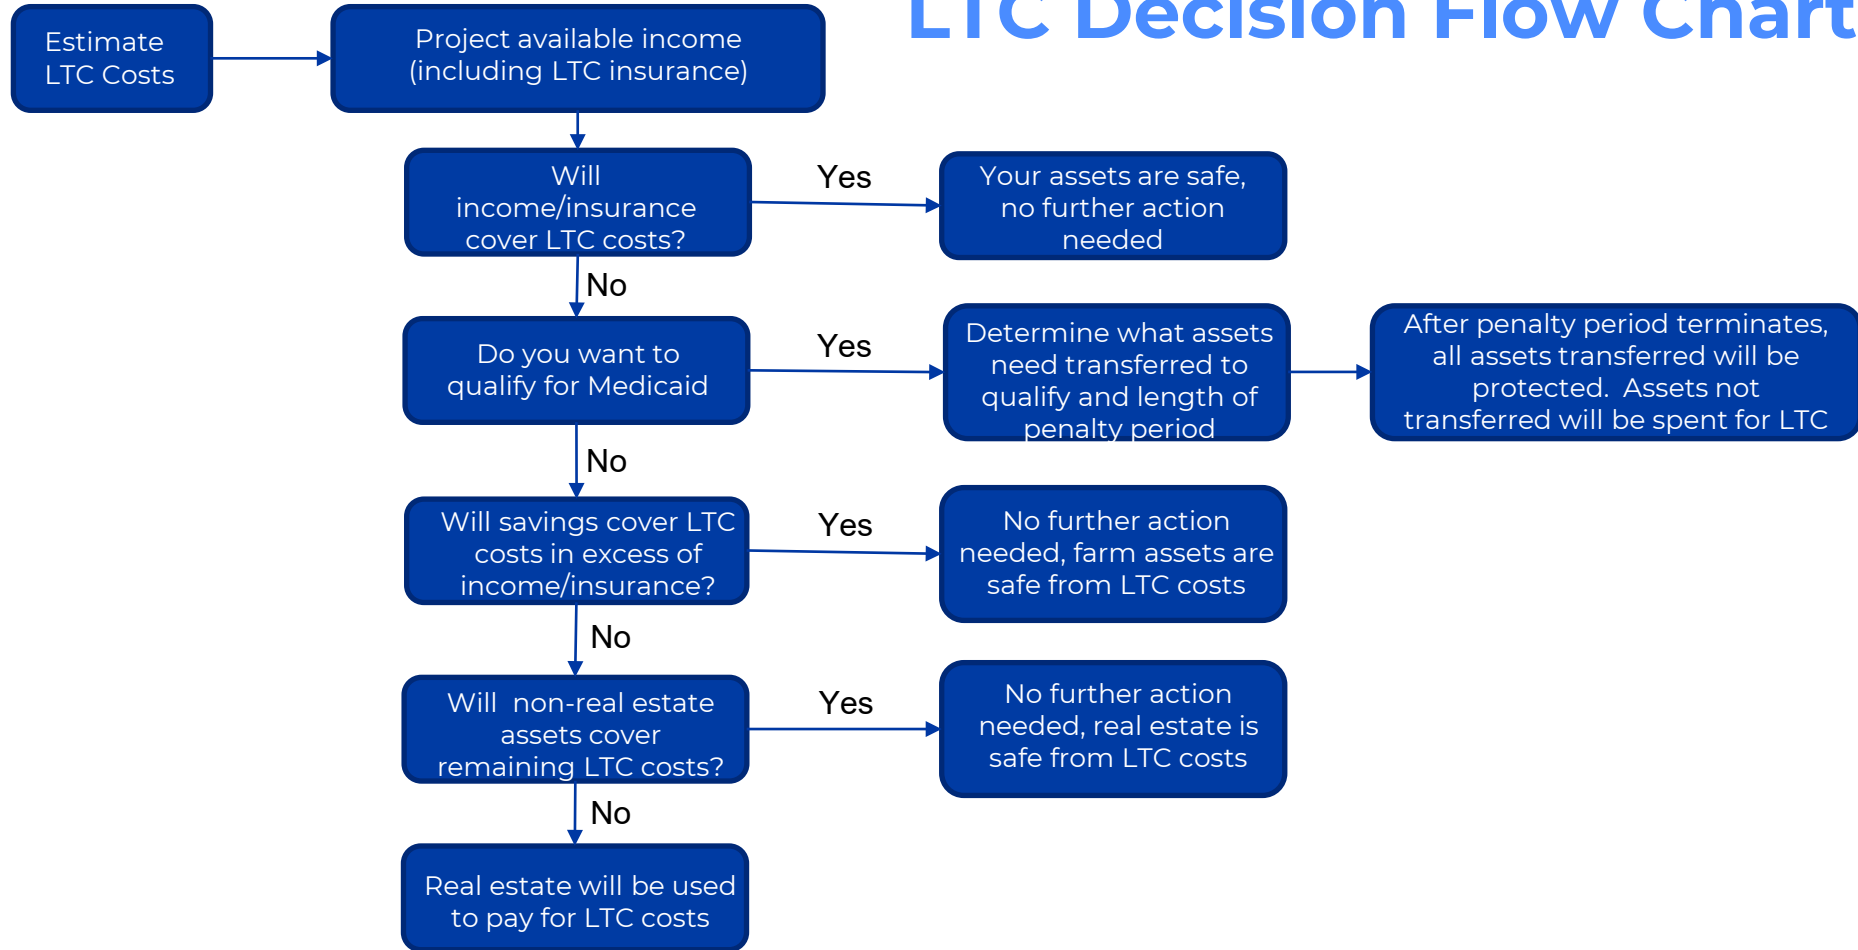 LTC Decision Flow Chart
Estimate
LTC Costs
Project available income
(including LTC insurance)
Will
income/insurance
cover LTC costs?
Yes
Your assets are safe,
no further action
needed
No
Do you want to
qualify for Medicaid
Yes
Determine what assets
need transferred to
qualify and length of
penalty period
After penalty period terminates,
all assets transferred will be
protected.  Assets not
transferred will be spent for LTC
No
Will savings cover LTC
costs in excess of
income/insurance?
Yes
No further action
needed, farm assets are
safe from LTC costs
No
Will  non-real estate
assets cover
remaining LTC costs?
Yes
No further action
needed, real estate is
safe from LTC costs
No
Real estate will be used
to pay for LTC costs